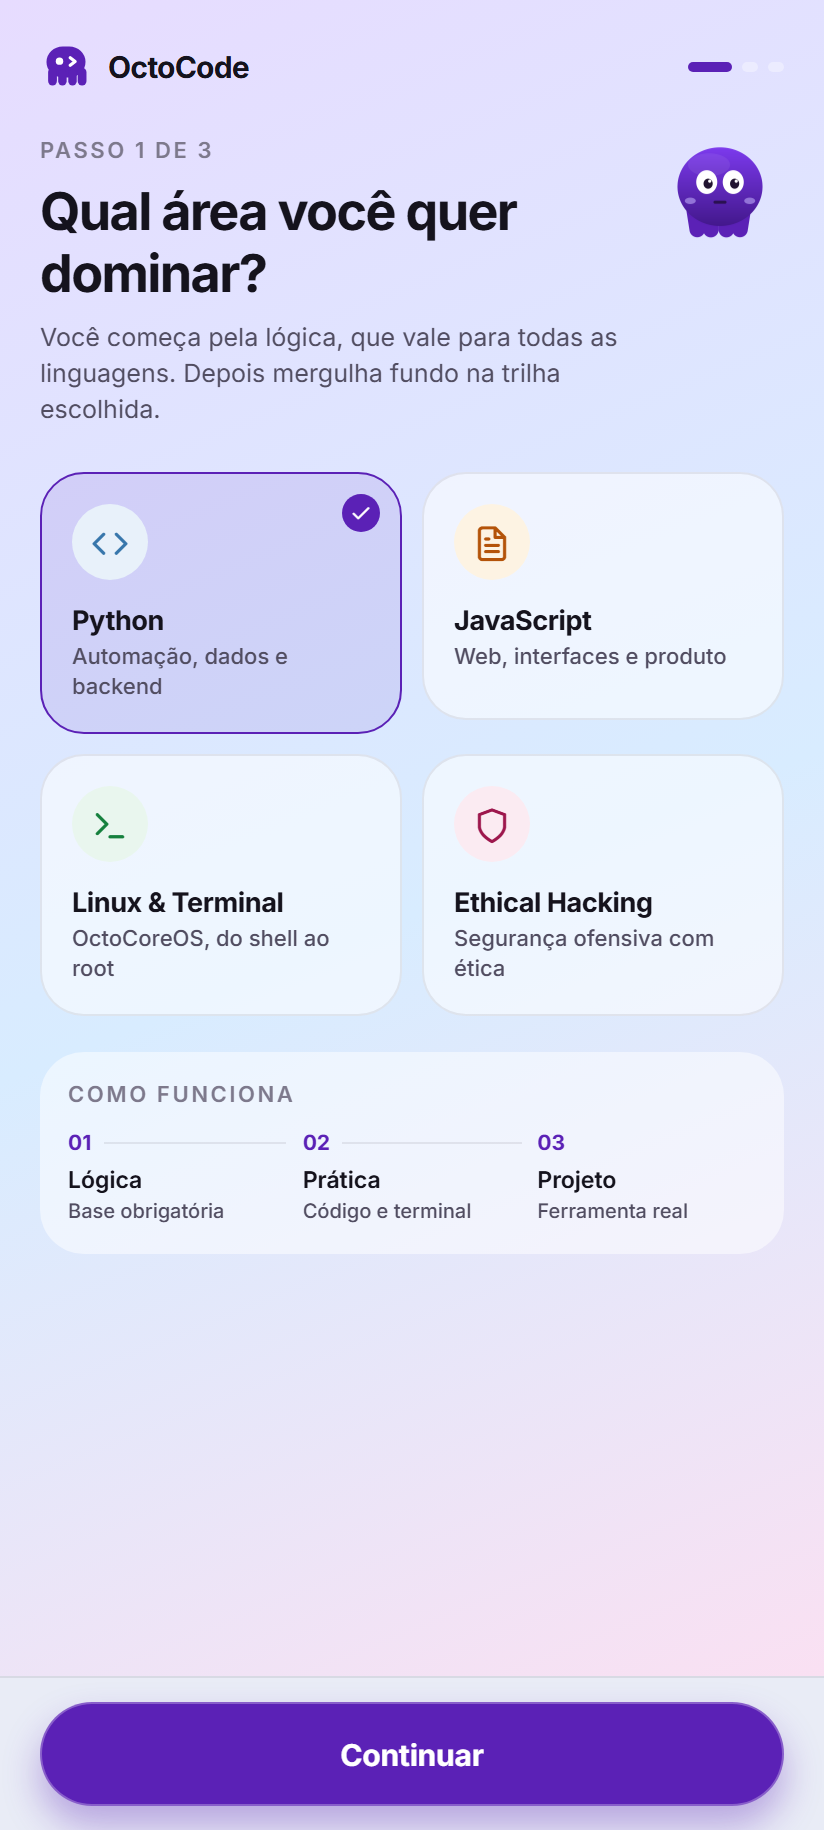 OctoCode
PASSO 1 DE 3
Qual área você quer
dominar?
Você começa pela lógica, que vale para todas as
linguagens. Depois mergulha fundo na trilha
escolhida.
Python
Automação, dados e
backend
JavaScript
Web, interfaces e produto
Linux & Terminal
OctoCoreOS, do shell ao
root
Ethical Hacking
Segurança ofensiva com
ética
COMO FUNCIONA
01
Lógica
Base obrigatória
02
Prática
Código e terminal
03
Projeto
Ferramenta real
Continuar